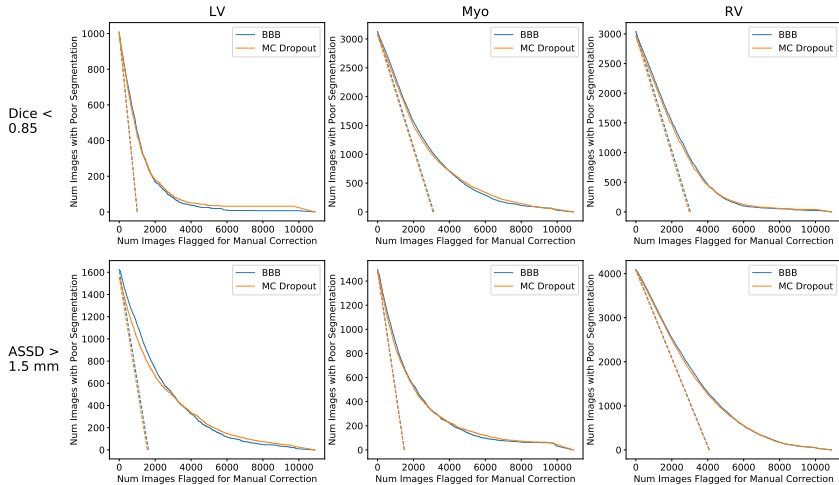 LV
Myo
RV
Dice <
0.85
Num Images with Poor Segmentation
1000
800
600
400
200
0
BBB
MC Dropout
0 2000 4000 6000 8000 10000
Num Images Flagged for Manual Correction
Num Images with Poor Segmentation
3000
2500
2000
1500
1000
500
0
BBB
MC Dropout
0 2000 4000 6000 8000 10000
Num Images Flagged for Manual Correction
Num Images with Poor Segmentation
3000
2500
2000
1500
1000
500
0
BBB
MC Dropout
0 2000 4000 6000 8000 10000
Num Images Flagged for Manual Correction
ASSD >
1.5 mm
Num Images with Poor Segmentation
1600
1400
1200
1000
800
600
400
200
0
BBB
MC Dropout
0 2000 4000 6000 8000 10000
Num Images Flagged for Manual Correction
Num Images with Poor Segmentation
1400
1200
1000
800
600
400
200
0
BBB
MC Dropout
0 2000 4000 6000 8000 10000
Num Images Flagged for Manual Correction
Num Images with Poor Segmentation
4000
3000
2000
1000
0
BBB
MC Dropout
0 2000 4000 6000 8000 10000
Num Images Flagged for Manual Correction